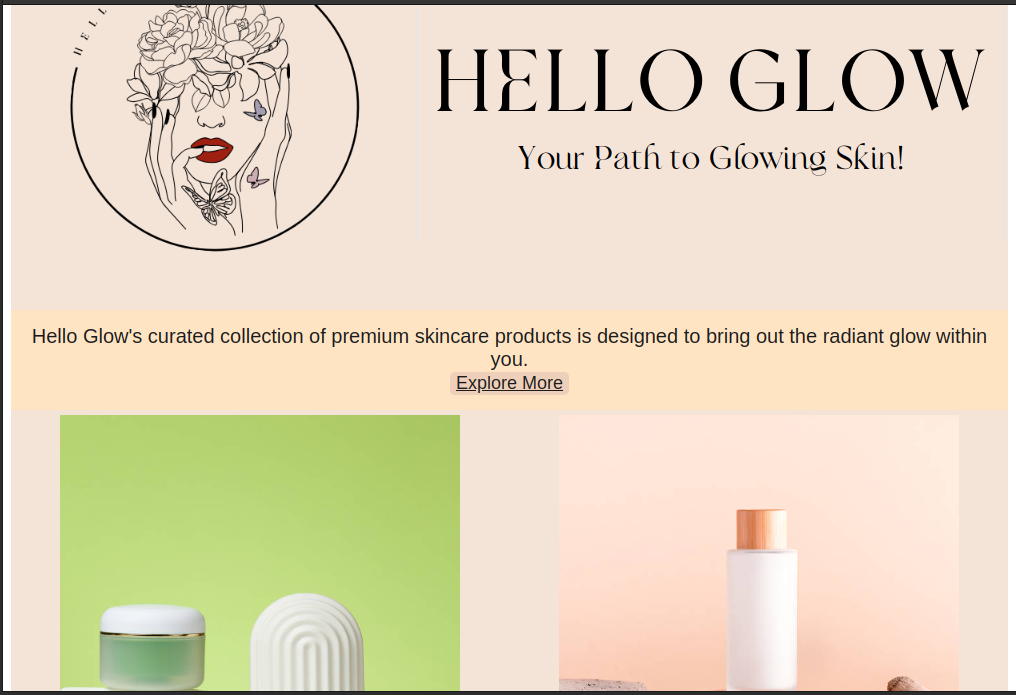 HELL
HELLO GLOW
Your Path to Glowing Skin!
Hello Glow's curated collection of premium skincare products is designed to bring out the radiant glow within
you.
Explore More